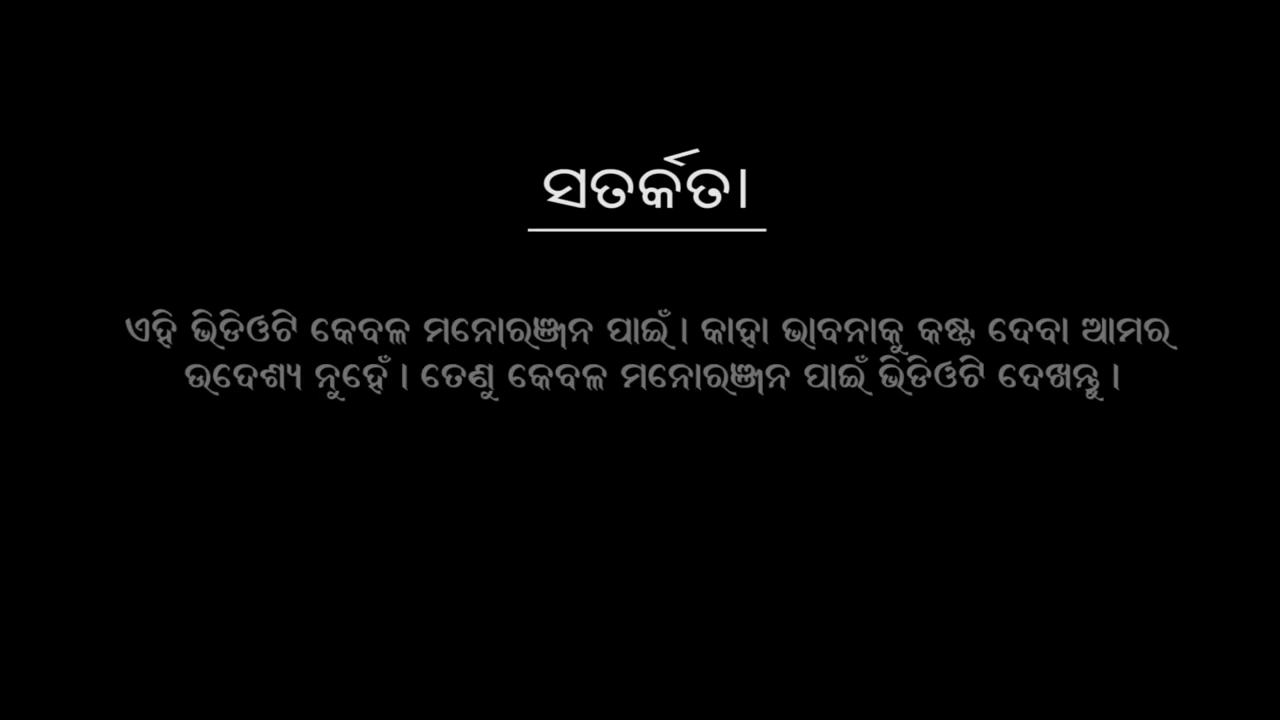 ସତର୍କତା
ଏହି ଭିଡିଓଟି କେବଳ ମନୋରଞ୍ଜନ ପାଇଁ । କାହା ଭାବନାକୁ କଷ୍ଟ ଦେବା ଆମର
ଉଦେଶ୍ୟ ନୁହେଁ । ତେଣୁ କେବଳ ମନୋରଞ୍ଜନ ପାଇଁ ଭିଡିଓଟି ଦେଖନ୍ତୁ ।